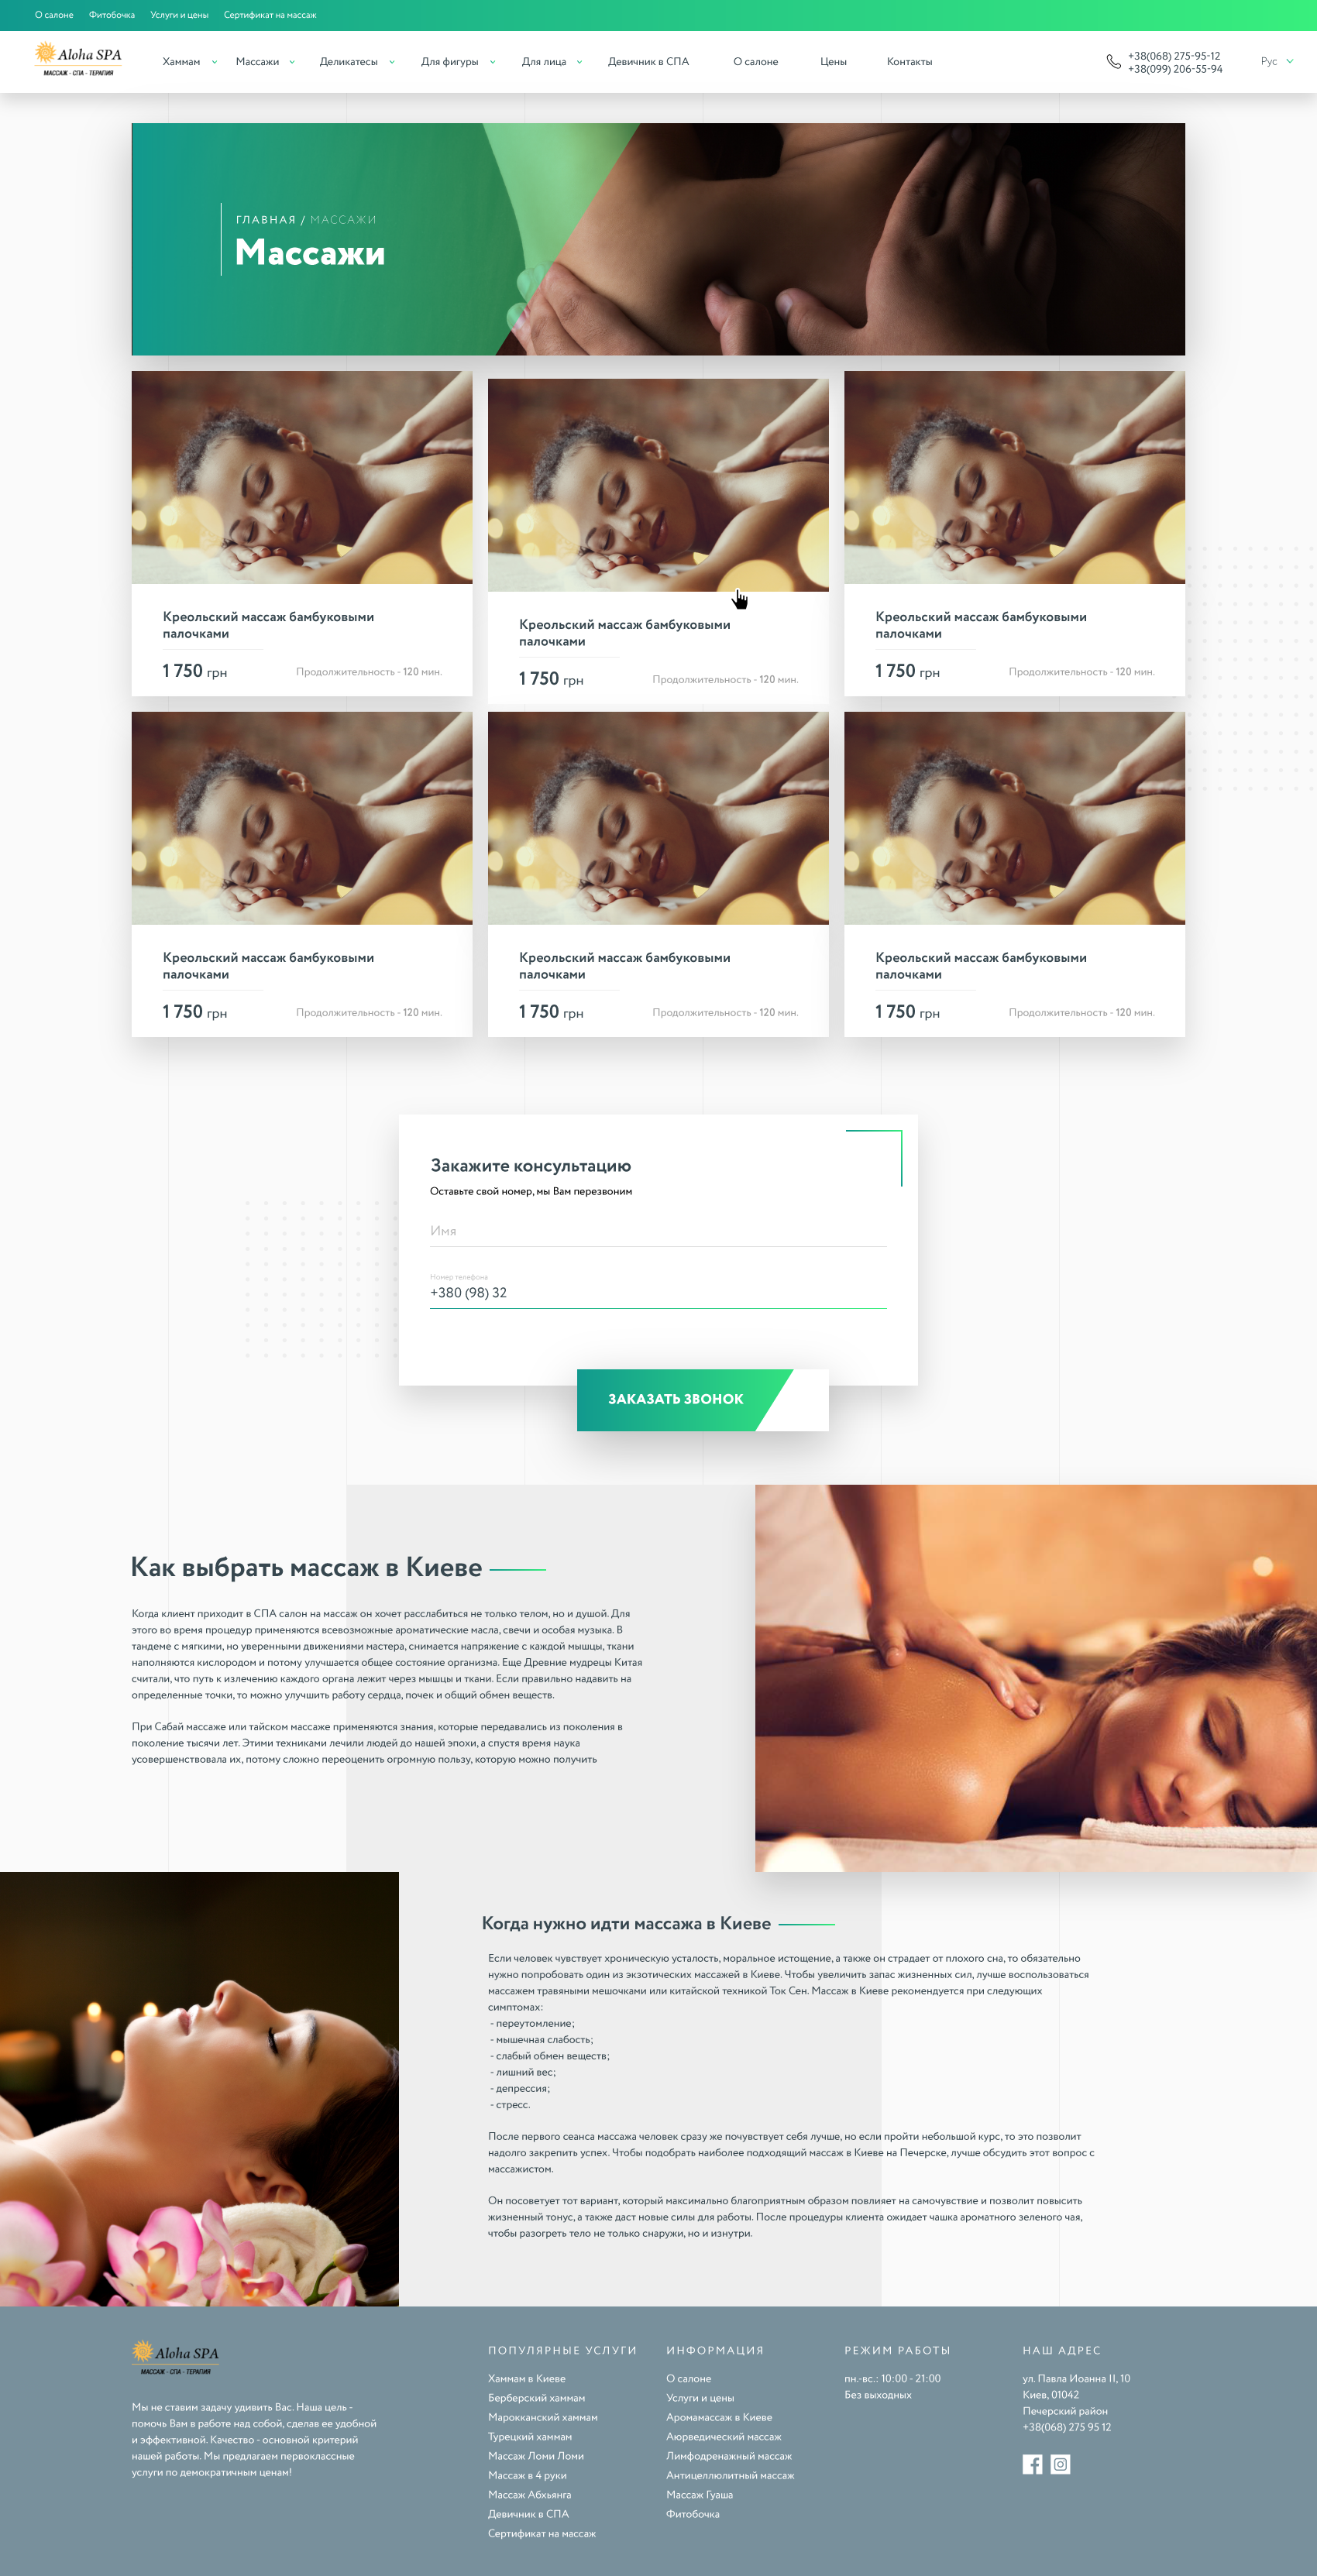 О салоне Фитобочка Услуги и цены Сертификат на массаж
Aloha SPA
МАССАЖ - СПА - ТЕРАПИЯ
Хаммам Массажи Деликатесы Для фигуры Для лица Девичник в СПА О салоне Цены Контакты
+38(068) 275-95-12
+38(099) 206-55-94
Рус
ГЛАВНАЯ / МАССАЖИ
Массажи
Креольский массаж бамбуковыми
палочками
1 750 грн Продолжительность - 120 мин.
Креольский массаж бамбуковыми
палочками
1 750 грн Продолжительность - 120 мин.
Креольский массаж бамбуковыми
палочками
1 750 грн Продолжительность - 120 мин.
Креольский массаж бамбуковыми
палочками
1 750 грн Продолжительность - 120 мин.
Креольский массаж бамбуковыми
палочками
1 750 грн Продолжительность - 120 мин.
Креольский массаж бамбуковыми
палочками
1 750 грн Продолжительность - 120 мин.
Закажите консультацию
Оставьте свой номер, мы Вам перезвоним
Имя
Номер телефона
+380 (98) 32
ЗАКАЗАТЬ ЗВОНОК
Как выбрать массаж в Киеве
Когда клиент приходит в СПА салон на массаж он хочет расслабиться не только телом, но и душой. Для
этого во время процедур применяются всевозможные ароматические масла, свечи и особая музыка. В
тандеме с мягкими, но уверенными движениями мастера, снимается напряжение с каждой мышцы, ткани
наполняются кислородом и потому улучшается общее состояние организма. Еще Древние мудрецы Китая
считали, что путь к излечению каждого органа лежит через мышцы и ткани. Если правильно надавить на
определенные точки, то можно улучшить работу сердца, почек и общий обмен веществ.
При Сабай массаже или тайском массаже применяются знания, которые передавались из поколения в
поколение тысячи лет. Этими техниками лечили людей до нашей эпохи, а спустя время наука
усовершенствовала их, потому сложно переоценить огромную пользу, которую можно получить
Когда нужно идти массажа в Киеве
Если человек чувствует хроническую усталость, моральное истощение, а также он страдает от плохого сна, то обязательно
нужно попробовать один из экзотических массажей в Киеве. Чтобы увеличить запас жизненных сил, лучше воспользоваться
массажем травяными мешочками или китайской техникой Ток Сен. Массаж в Киеве рекомендуется при следующих
симптомах:
- переутомление;
- мышечная слабость;
- слабый обмен веществ;
- лишний вес;
- депрессия;
- стресс.
После первого сеанса массажа человек сразу же почувствует себя лучше, но если пройти небольшой курс, то это позволит
надолго закрепить успех. Чтобы подобрать наиболее подходящий массаж в Киеве на Печерске, лучше обсудить этот вопрос с
массажистом.
Он посоветует тот вариант, который максимально благоприятным образом повлияет на самочувствие и позволит повысить
жизненный тонус, а также даст новые силы для работы. После процедуры клиента ожидает чашка ароматного зеленого чая,
чтобы разогреть тело не только снаружи, но и изнутри.
Aloha SPA
МАССАЖ - СПА - ТЕРАПИЯ
Мы не ставим задачу удивить Вас. Наша цель -
помочь Вам в работе над собой, сделав ее удобной
и эффективной. Качество - основной критерий
нашей работы. Мы предлагаем первоклассные
услуги по демократичным ценам!
ПОПУЛЯРНЫЕ УСЛУГИ
Хаммам в Киеве
Берберский хаммам
Марокканский хаммам
Турецкий хаммам
Массаж Ломи Ломи
Массаж в 4 руки
Массаж Абхьянга
Девичник в СПА
Сертификат на массаж
ИНФОРМАЦИЯ
О салоне
Услуги и цены
Аромамассаж в Киеве
Аюрведический массаж
Лимфодренажный массаж
Антицеллюлитный массаж
Массаж Гуаша
Фитобочка
РЕЖИМ РАБОТЫ
пн.-вс.: 10:00 - 21:00
Без выходных
НАШ АДРЕС
ул. Павла Иоанна II, 10
Киев, 01042
Печерский район
+38(068) 275 95 12